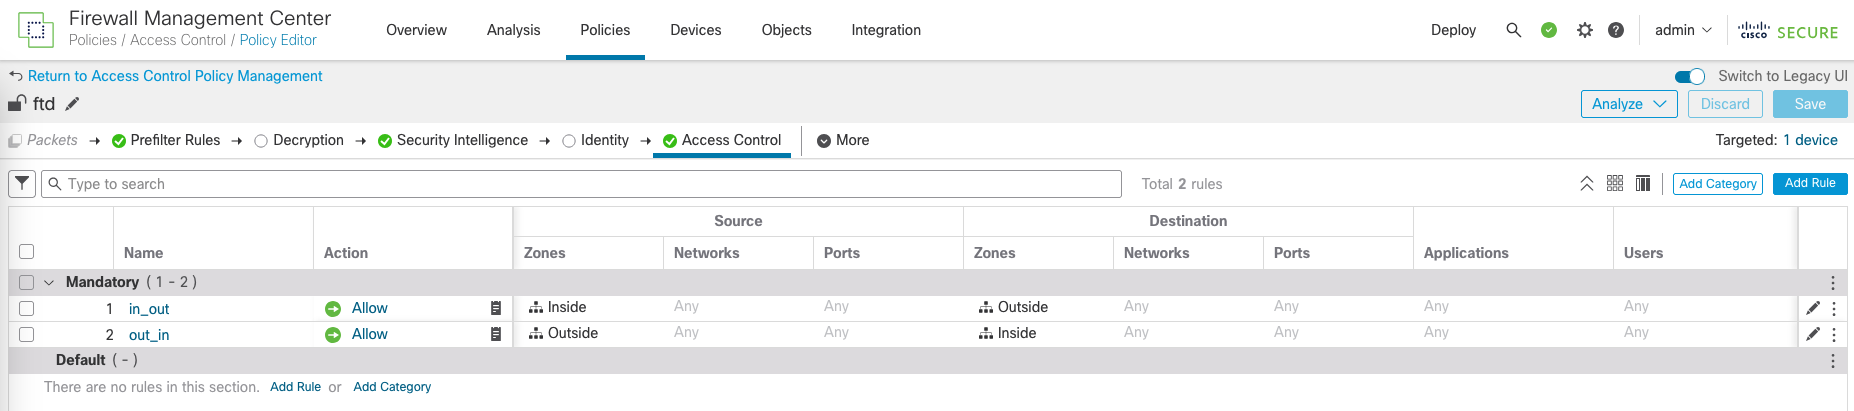 Firewall Management Center
Policies / Access Control / Policy Editor
Overview Analysis Policies Devices Objects Integration
Deploy admin cisco SECURE
Return to Access Control Policy Management
Switch to Legacy UI
ftd
Analyze Discard Save
Packets Prefilter Rules Decryption Security Intelligence Identity Access Control More
Targeted: 1 device
Type to search
Total 2 rules
Add Category Add Rule
Source Destination
Name Action Zones Networks Ports Zones Networks Ports Applications Users
Mandatory ( 1 - 2 )
1 in_out Allow Inside Any Any Outside Any Any Any Any
2 out_in Allow Outside Any Any Inside Any Any Any Any
Default ( - )
There are no rules in this section. Add Rule or Add Category